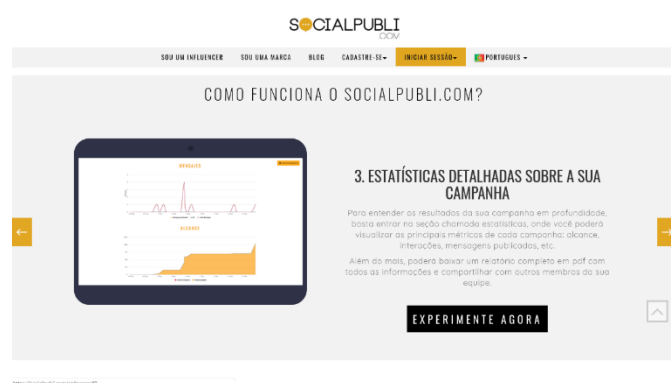 SOCIALPUBLI
.COM
SOU UM INFLUENCER SOU UMA MARCA BLOG CADASTRE-SE INICIAR SESSÃO PORTUGUES
COMO FUNCIONA O SOCIALPUBLI.COM?
MENSAJES
ALCANCE
3. ESTATÍSTICAS DETALHADAS SOBRE A SUA
CAMPANHA
Para entender os resultados da sua campanha em profundidade,
basta entrar na seção chamada estatísticas, onde você poderá
visualizar as principais métricas de cada campanha: alcance,
interações, mensagens publicadas, etc.
Além do mais, poderá baixar um relatório completo em pdf com
todas as informações e compartilhar com outros membros da sua
equipe.
EXPERIMENTE AGORA